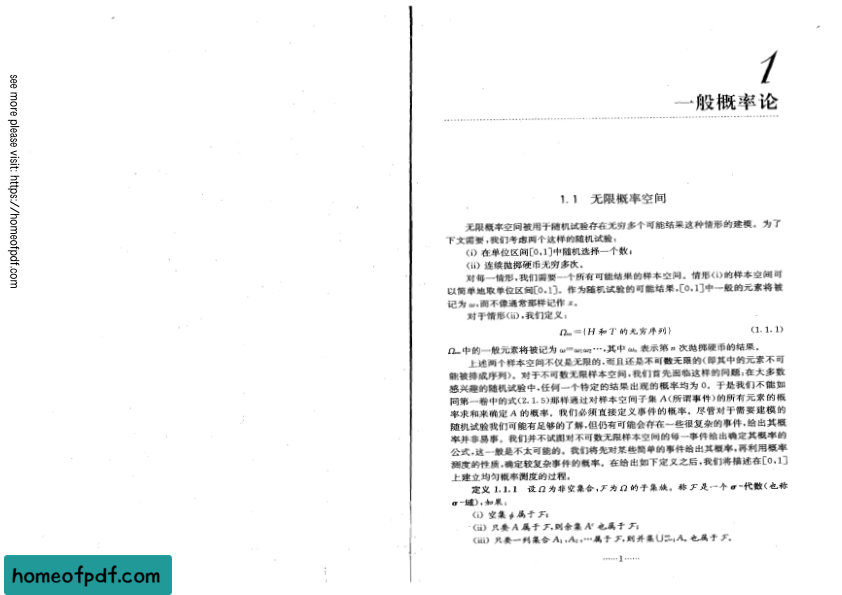 see more please visit: https://homeofpdf.com
1
一般概率论
1.1 无限概率空间
无限概率空间被用于随机试验存在无穷多个可能结果这种情形的建模。为了
下文需要,我们考虑两个这样的随机试验:
(i) 在单位区间[0,1]中随机选择一个数;
(ii) 连续抛掷硬币无穷多次。
对每一情形,我们需要一个所有可能结果的样本空间。情形(i)的样本空间可
以简单地取单位区间[0,1]。作为随机试验的可能结果,[0,1]中一般的元素将被
记为 ω,而不像通常那样记作 x。
对于情形(ii),我们定义:
Ω∞={H 和 T 的无穷序列} (1.1.1)
Ω∞中的一般元素将被记为 ω=ω₁ω₂⋯,其中 ωₙ 表示第 n 次抛掷硬币的结果。
上述两个样本空间不仅是无限的,而且还是不可数无限的(即其中的元素不可
能被排成序列)。对于不可数无限样本空间,我们首先面临这样的问题:在大多数
感兴趣的随机试验中,任何一个特定的结果出现的概率均为 0。于是我们不能如
同第一卷中的式(2.1.5)那样通过对样本空间子集 A(所谓事件)的所有元素的概
率求和来确定 A 的概率。我们必须直接定义事件的概率。尽管对于需要建模的
随机试验我们可能有足够的了解,但仍有可能会存在一些很复杂的事件,给出其概
率并非易事。我们并不试图对不可数无限样本空间的每一事件给出确定其概率的
公式,这一般是不太可能的。我们将先对某些简单的事件给出其概率,再利用概率
测度的性质,确定较复杂事件的概率。在给出如下定义之后,我们将描述在[0,1]
上建立均匀概率测度的过程。
定义 1.1.1 设 Ω 为非空集合,ℱ 为 Ω 的子集族。称 ℱ 是一个 σ-代数(也称
σ-域),如果:
(i) 空集 ϕ 属于 ℱ;
(ii) 只要 A 属于 ℱ,则余集 Aᶜ 也属于 ℱ;
(iii) 只要一列集合 A₁,A₂,⋯属于 ℱ,则并集⋃ₙ₌₁^∞Aₙ 也属于 ℱ。
……1……
homeofpdf.com